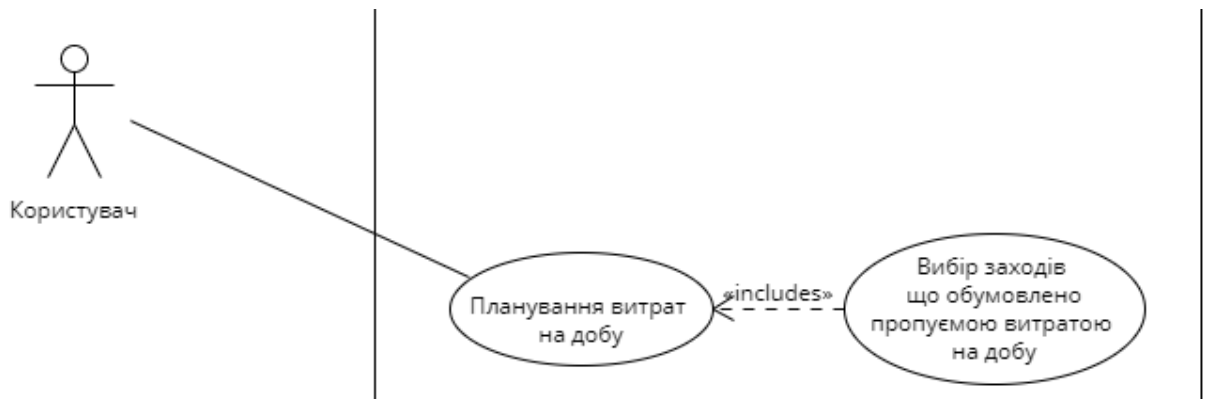 Користувач
Планування витрат
на добу
«includes»
Вибір заходів
що обумовлено
пропуємою витратою
на добу